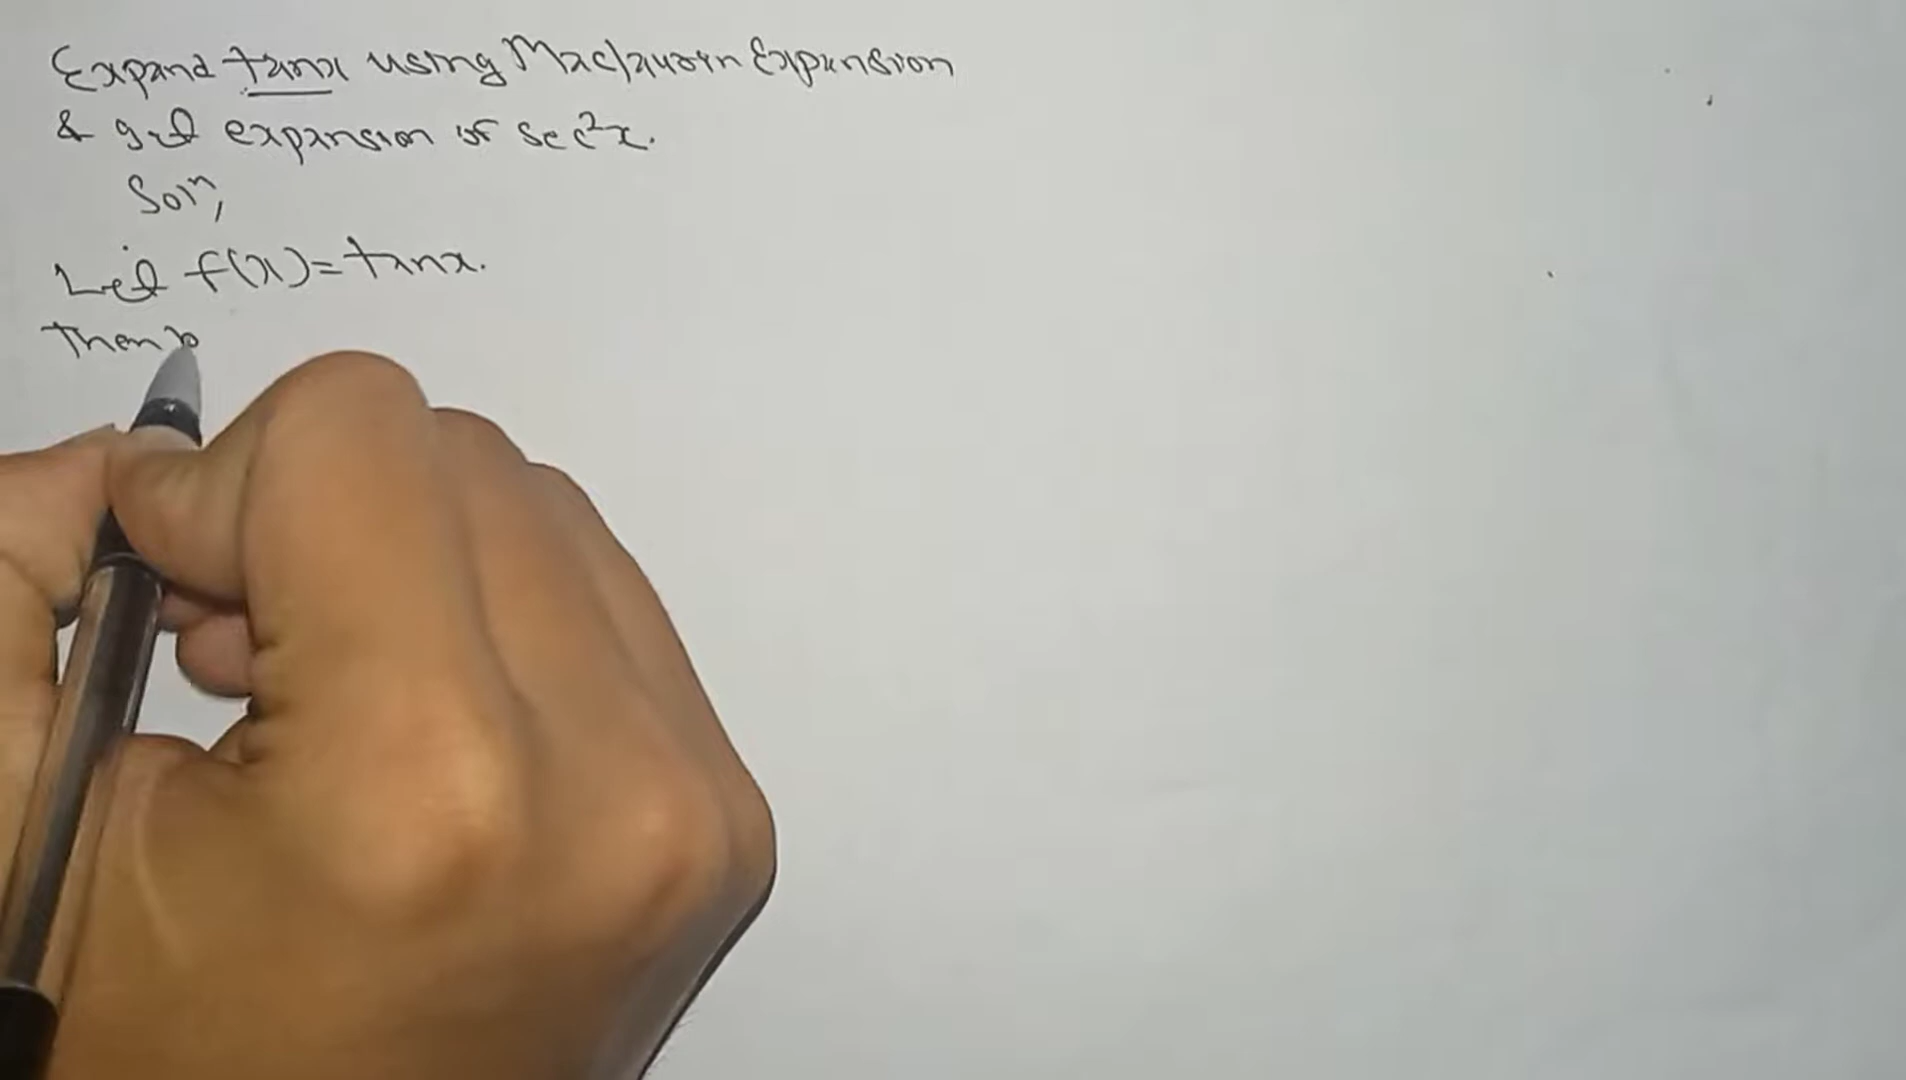 Expand tanx using Maclaurin Expansion
& get expansion of sec²x.
Solⁿ,
Let f(x)=tanx.
Then b